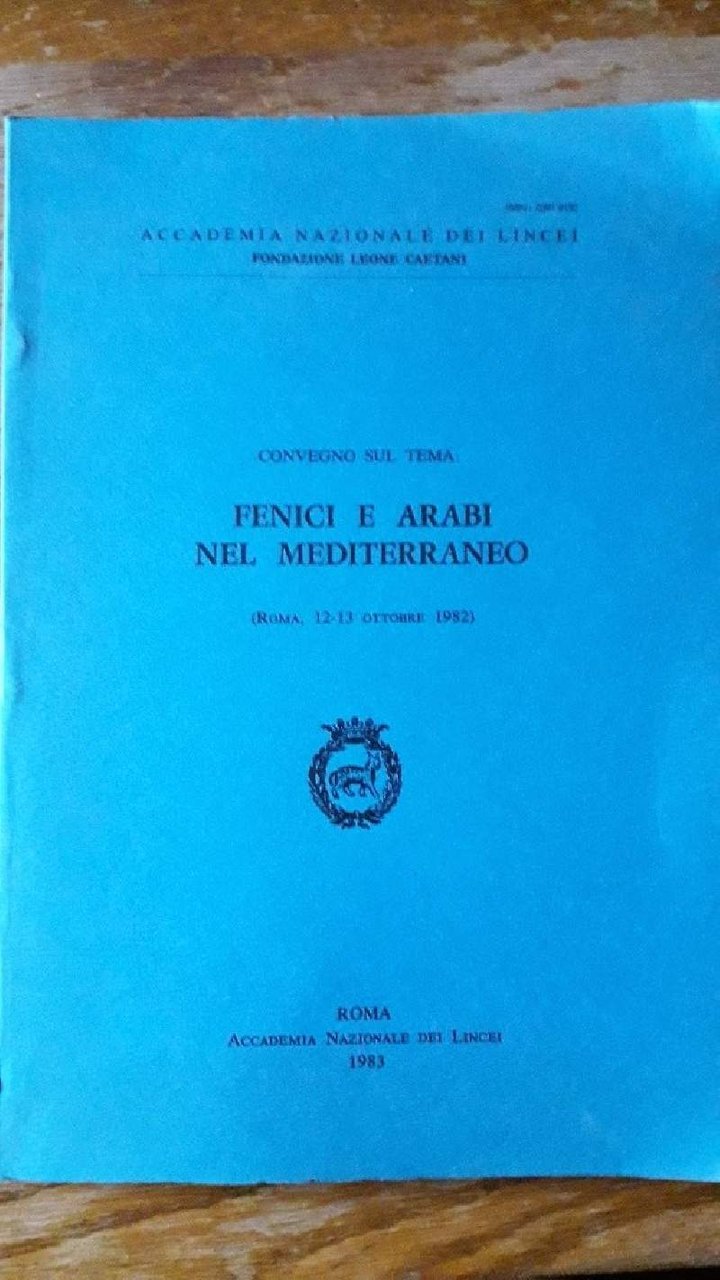 ACCADEMIA NAZIONALE DEI LINCEI
FONDAZIONE LEONE CAETANI
CONVEGNO SUL TEMA:
FENICI E ARABI
NEL MEDITERRANEO
(ROMA, 12-13 OTTOBRE 1982)
ROMA
ACCADEMIA NAZIONALE DEI LINCEI
1983